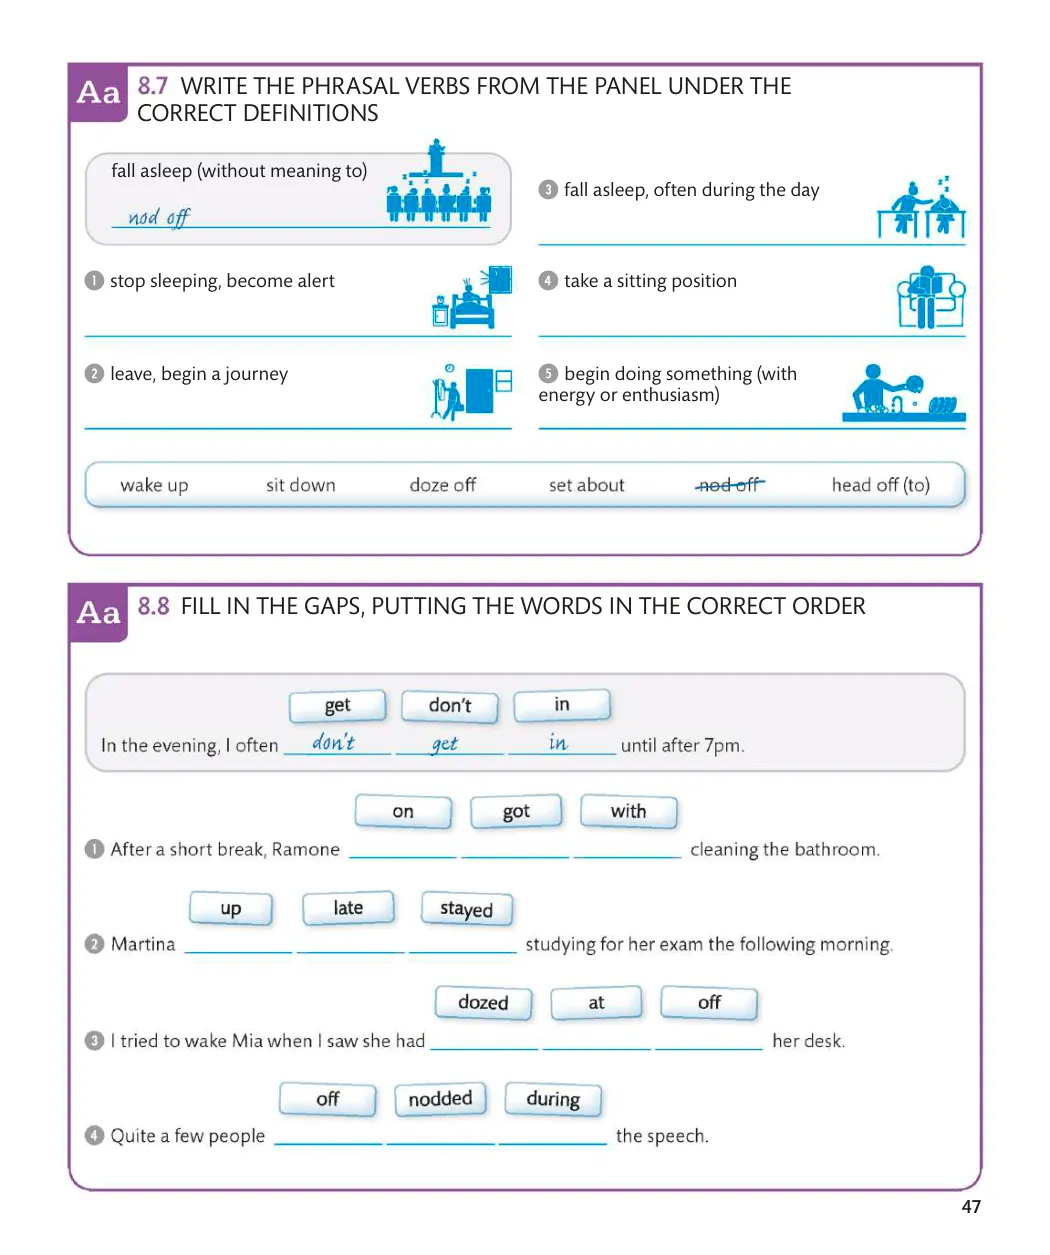 Aa 8.7 WRITE THE PHRASAL VERBS FROM THE PANEL UNDER THE
CORRECT DEFINITIONS
fall asleep (without meaning to)
nod off
1 stop sleeping, become alert
2 leave, begin a journey
3 fall asleep, often during the day
4 take a sitting position
5 begin doing something (with
energy or enthusiasm)
wake up sit down doze off set about nod off head off (to)
Aa 8.8 FILL IN THE GAPS, PUTTING THE WORDS IN THE CORRECT ORDER
get don't in
In the evening, I often don't get in until after 7pm.
on got with
1 After a short break, Ramone cleaning the bathroom.
up late stayed
2 Martina studying for her exam the following morning.
dozed at off
3 I tried to wake Mia when I saw she had her desk.
off nodded during
4 Quite a few people the speech.
47